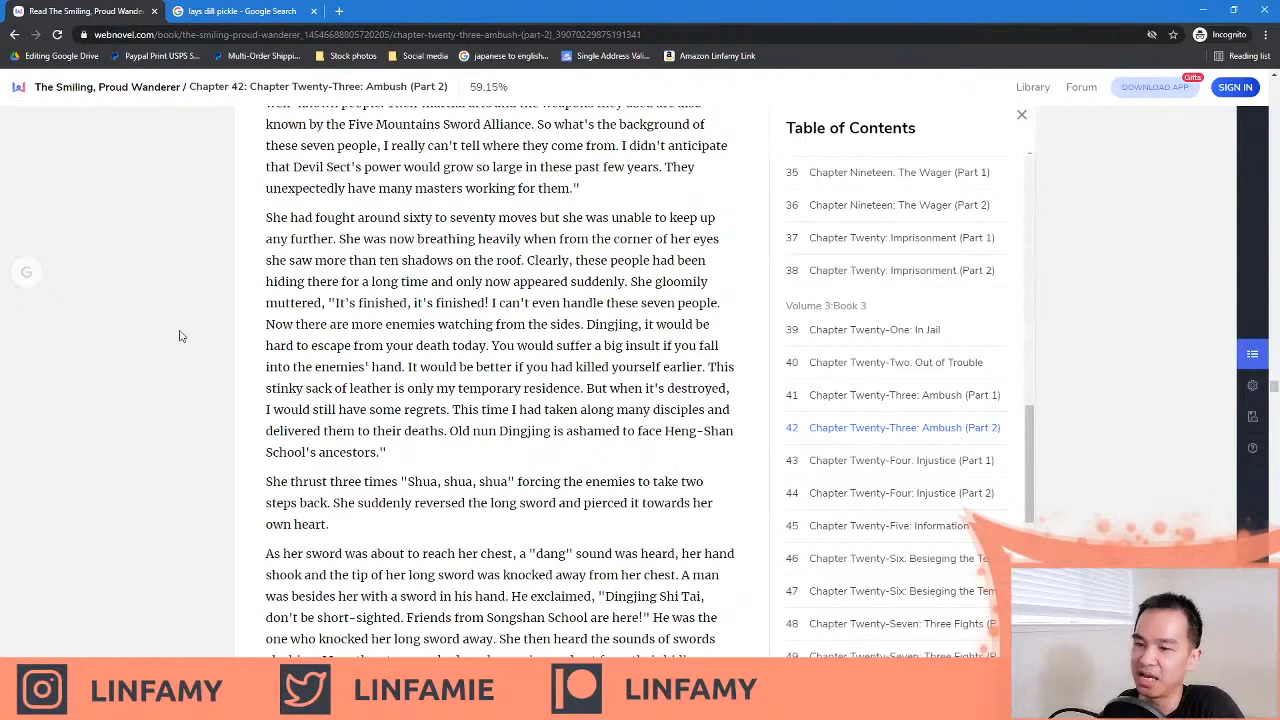 Read The Smiling, Proud Wande
lays dill pickle - Google Search
webnovel.com/book/the-smiling-proud-wanderer_14546688805720205/chapter-twenty-three-ambush-(part-2)_39070229875191341
Incognito
Editing Google Drive
Paypal Print USPS S...
Multi-Order Shippi...
Stock photos
Social media
japanese to english...
Single Address Vali...
Amazon Linfamy Link
Reading list
The Smiling, Proud Wanderer / Chapter 42: Chapter Twenty-Three: Ambush (Part 2)
59.15%
Library
Forum
DOWNLOAD APP
Gifts
SIGN IN
known by the Five Mountains Sword Alliance. So what's the background of
these seven people, I really can't tell where they come from. I didn't anticipate
that Devil Sect's power would grow so large in these past few years. They
unexpectedly have many masters working for them."
She had fought around sixty to seventy moves but she was unable to keep up
any further. She was now breathing heavily when from the corner of her eyes
she saw more than ten shadows on the roof. Clearly, these people had been
hiding there for a long time and only now appeared suddenly. She gloomily
muttered, "It's finished, it's finished! I can't even handle these seven people.
Now there are more enemies watching from the sides. Dingjing, it would be
hard to escape from your death today. You would suffer a big insult if you fall
into the enemies' hand. It would be better if you had killed yourself earlier. This
stinky sack of leather is only my temporary residence. But when it's destroyed,
I would still have some regrets. This time I had taken along many disciples and
delivered them to their deaths. Old nun Dingjing is ashamed to face Heng-Shan
School's ancestors."
She thrust three times "Shua, shua, shua" forcing the enemies to take two
steps back. She suddenly reversed the long sword and pierced it towards her
own heart.
As her sword was about to reach her chest, a "dang" sound was heard, her hand
shook and the tip of her long sword was knocked away from her chest. A man
was besides her with a sword in his hand. He exclaimed, "Dingjing Shi Tai,
don't be short-sighted. Friends from Songshan School are here!" He was the
one who knocked her long sword away. She then heard the sounds of swords
Table of Contents
35 Chapter Nineteen: The Wager (Part 1)
36 Chapter Nineteen: The Wager (Part 2)
37 Chapter Twenty: Imprisonment (Part 1)
38 Chapter Twenty: Imprisonment (Part 2)
Volume 3:Book 3
39 Chapter Twenty-One: In Jail
40 Chapter Twenty-Two: Out of Trouble
41 Chapter Twenty-Three: Ambush (Part 1)
42 Chapter Twenty-Three: Ambush (Part 2)
43 Chapter Twenty-Four: Injustice (Part 1)
44 Chapter Twenty-Four: Injustice (Part 2)
45 Chapter Twenty-Five: Information
46 Chapter Twenty-Six: Besieging the Te
47 Chapter Twenty-Six: Besieging the Tem
48 Chapter Twenty-Seven: Three Fights (P
49 Chapter Twenty-Seven: Three Fights (P
G
LINFAMY
LINFAMIE
LINFAMY